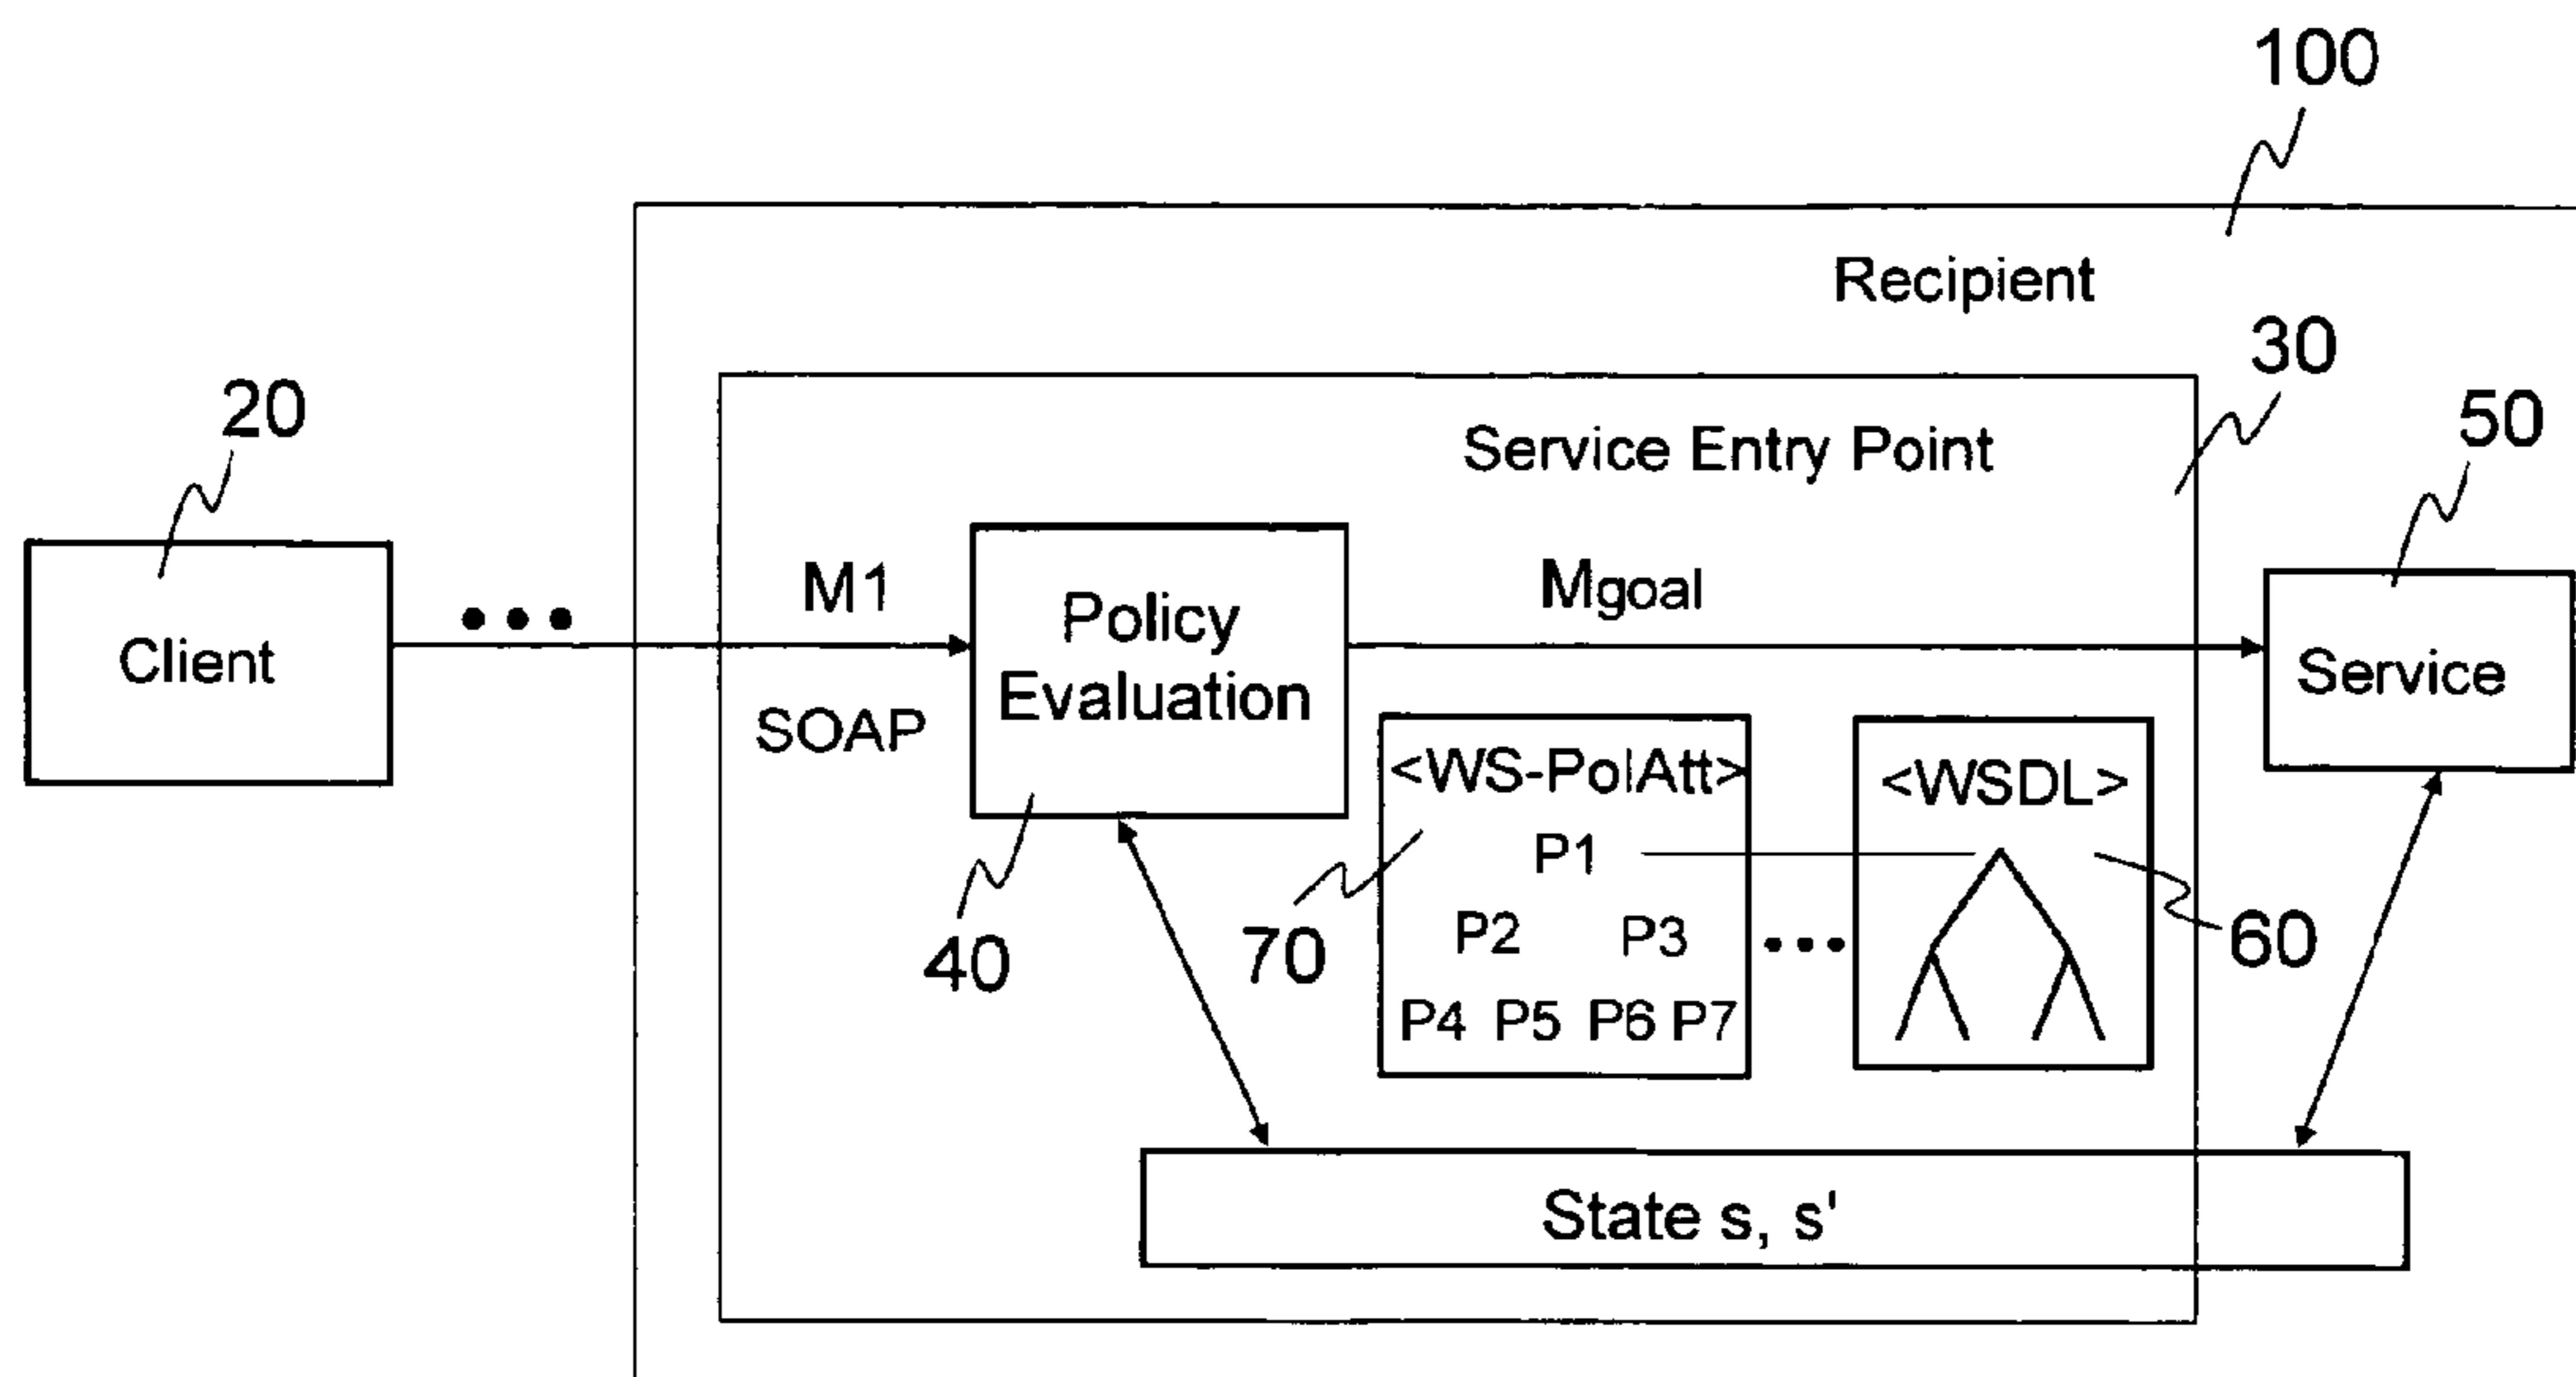 100
Recipient
30
Service Entry Point
20
50
M1
Mgoal
Policy
Evaluation
Client
Service
SOAP
<WS-PolAtt>
<WSDL>
P1
P2 P3
70
60
40
P4 P5 P6 P7
State s, s'